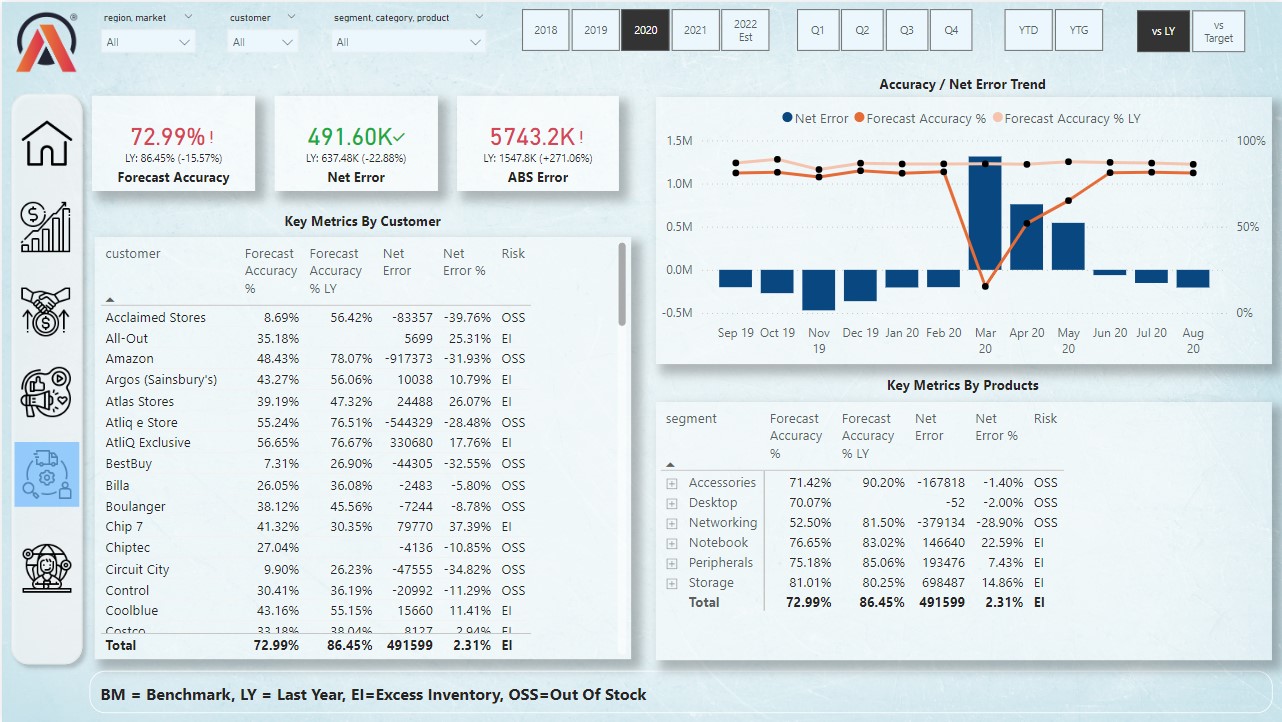 region, market
customer
segment, category, product
All
All
All
2018
2019
2020
2021
2022
Est
Q1
Q2
Q3
Q4
YTD
YTG
vs LY
vs
Target
72.99% !
LY: 86.45% (-15.57%)
Forecast Accuracy
491.60K✓
LY: 637.48K (-22.88%)
Net Error
5743.2K !
LY: 1547.8K (+271.06%)
ABS Error
Accuracy / Net Error Trend
Net Error Forecast Accuracy % Forecast Accuracy % LY
1.5M
1.0M
0.5M
0.0M
-0.5M
100%
50%
0%
Sep 19 Oct 19 Nov Dec 19 Jan 20 Feb 20 Mar Apr 20 May Jun 20 Jul 20 Aug
19 20 20 20
Key Metrics By Customer
customer Forecast Forecast Net Net Risk
Accuracy Accuracy Error Error %
% % LY
Acclaimed Stores 8.69% 56.42% -83357 -39.76% OSS
All-Out 35.18% 5699 25.31% EI
Amazon 48.43% 78.07% -917373 -31.93% OSS
Argos (Sainsbury's) 43.27% 56.06% 10038 10.79% EI
Atlas Stores 39.19% 47.32% 24488 26.07% EI
Atliq e Store 55.24% 76.51% -544329 -28.48% OSS
AtliQ Exclusive 56.65% 76.67% 330680 17.76% EI
BestBuy 7.31% 26.90% -44305 -32.55% OSS
Billa 26.05% 36.08% -2483 -5.80% OSS
Boulanger 38.12% 45.56% -7244 -8.78% OSS
Chip 7 41.32% 30.35% 79770 37.39% EI
Chiptec 27.04% -4136 -10.85% OSS
Circuit City 9.90% 26.23% -47555 -34.82% OSS
Control 30.41% 36.19% -20992 -11.29% OSS
Coolblue 43.16% 55.15% 15660 11.41% EI
Costco 33.18% 38.04% 8127 2.94% EI
Total 72.99% 86.45% 491599 2.31% EI
Key Metrics By Products
segment Forecast Forecast Net Net Risk
Accuracy Accuracy Error Error %
% % LY
Accessories 71.42% 90.20% -167818 -1.40% OSS
Desktop 70.07% -52 -2.00% OSS
Networking 52.50% 81.50% -379134 -28.90% OSS
Notebook 76.65% 83.02% 146640 22.59% EI
Peripherals 75.18% 85.06% 193476 7.43% EI
Storage 81.01% 80.25% 698487 14.86% EI
Total 72.99% 86.45% 491599 2.31% EI
BM = Benchmark, LY = Last Year, EI=Excess Inventory, OSS=Out Of Stock